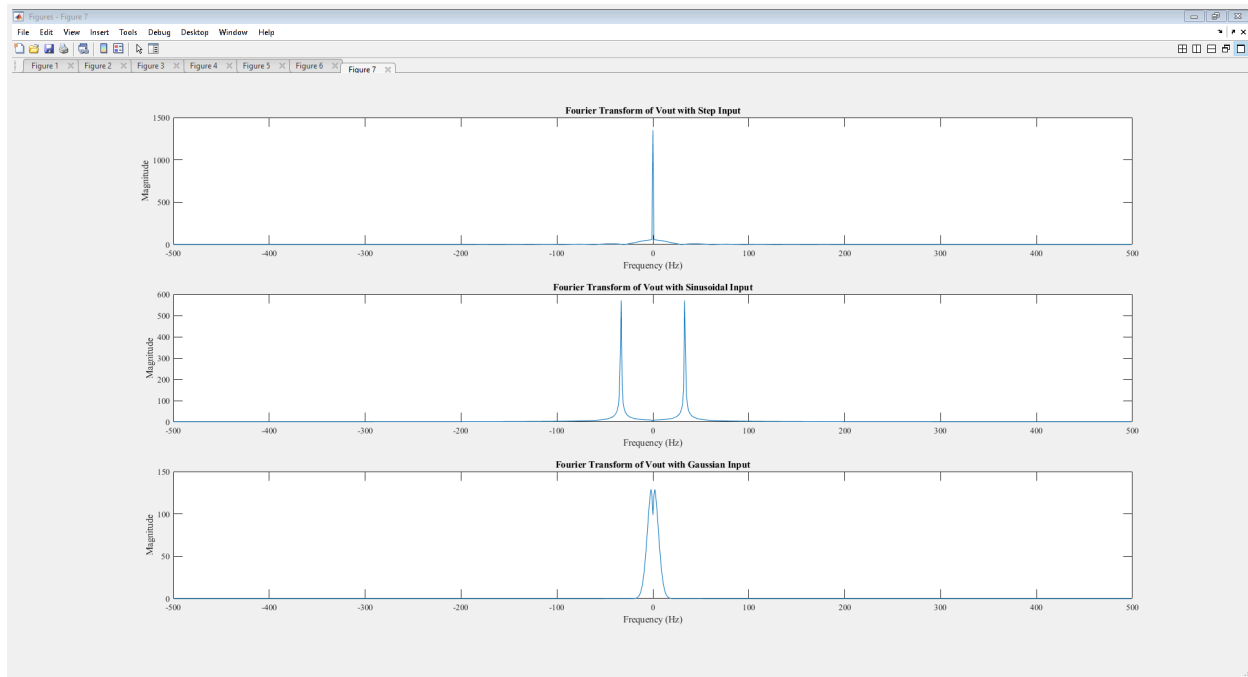 Figures - Figure 7
File Edit View Insert Tools Debug Desktop Window Help
Figure 1 Figure 2 Figure 3 Figure 4 Figure 5 Figure 6 Figure 7
Fourier Transform of Vout with Step Input
Magnitude
1500
1000
500
0
-500 -400 -300 -200 -100 0 100 200 300 400 500
Frequency (Hz)
Fourier Transform of Vout with Sinusoidal Input
Magnitude
600
500
400
300
200
100
0
-500 -400 -300 -200 -100 0 100 200 300 400 500
Frequency (Hz)
Fourier Transform of Vout with Gaussian Input
Magnitude
150
100
50
0
-500 -400 -300 -200 -100 0 100 200 300 400 500
Frequency (Hz)